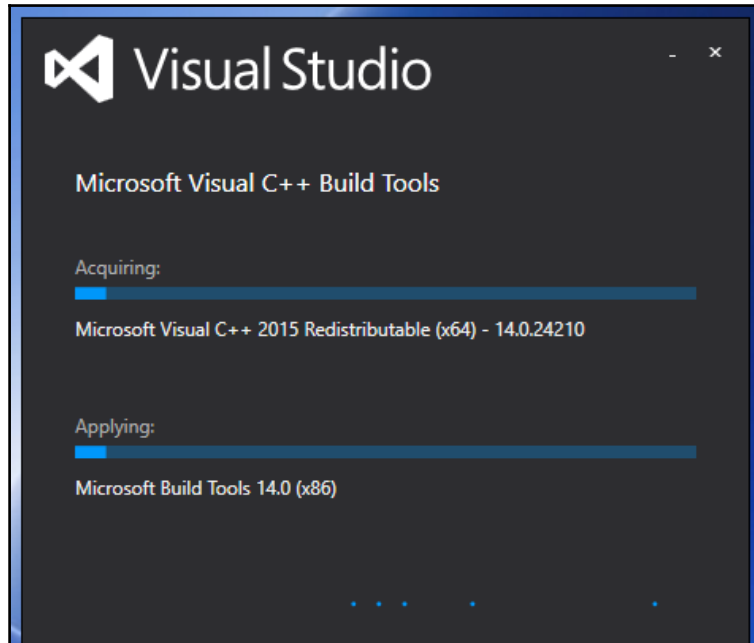 Visual Studio
Microsoft Visual C++ Build Tools
Acquiring:
Microsoft Visual C++ 2015 Redistributable (x64) - 14.0.24210
Applying:
Microsoft Build Tools 14.0 (x86)